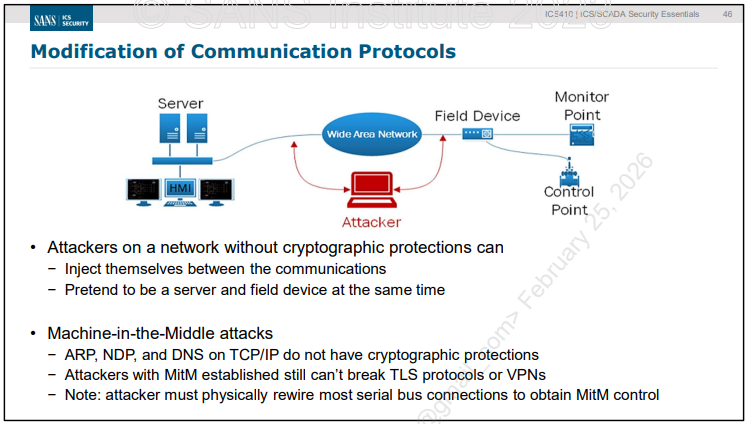 © SANS Institute 2026
SANS | ICS SECURITY
ICS410 | ICS/SCADA Security Essentials 46
Modification of Communication Protocols
Server
Wide Area Network
Field Device
Monitor
Point
HMI
Attacker
Control
Point
• Attackers on a network without cryptographic protections can
− Inject themselves between the communications
− Pretend to be a server and field device at the same time
• Machine-in-the-Middle attacks
− ARP, NDP, and DNS on TCP/IP do not have cryptographic protections
− Attackers with MitM established still can’t break TLS protocols or VPNs
− Note: attacker must physically rewire most serial bus connections to obtain MitM control
com> February 25, 2026